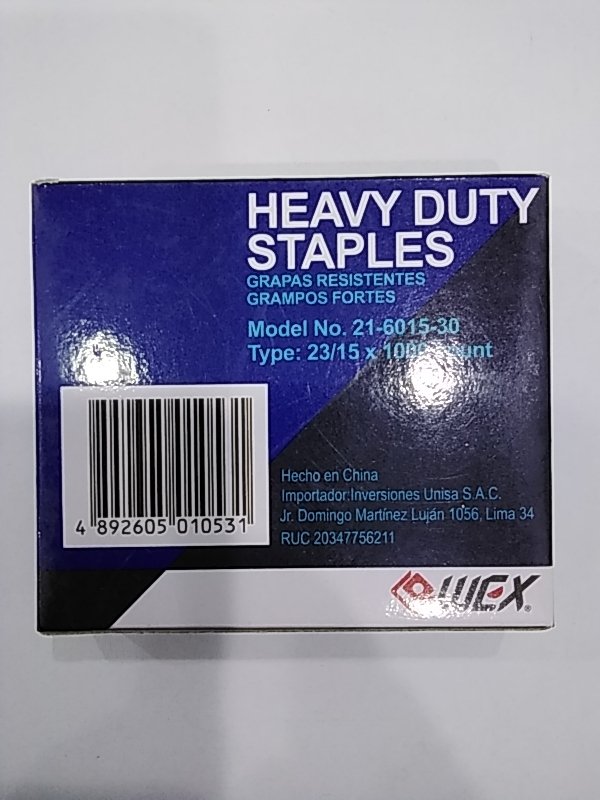 HEAVY DUTY
STAPLES
GRAPAS RESISTENTES
GRAMPOS FORTES
Model No. 21-6015-30
Type: 23/15 x
4 892605 010531
Hecho en China
Importador:Inversiones Unisa S.A.C.
Jr. Domingo Martínez Luján 1056, Lima 34
RUC 20347756211
WEX®